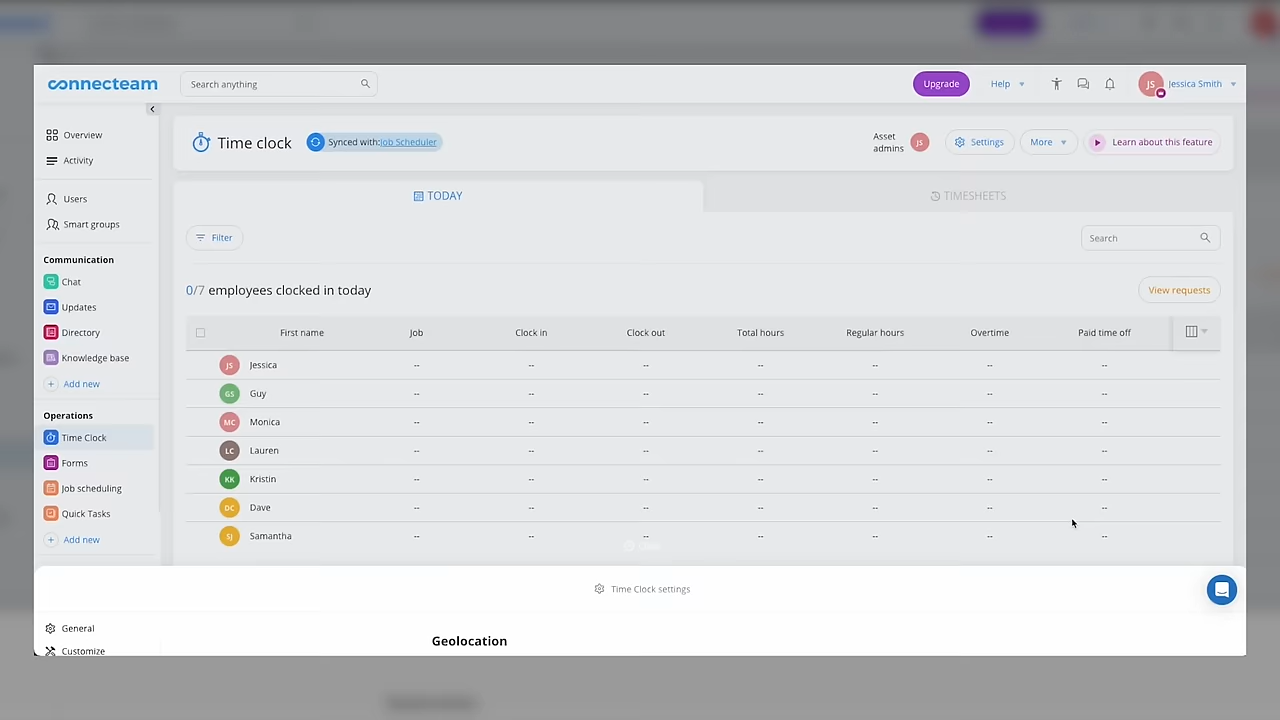 connecteam
Search anything
Upgrade
Help
JS
Jessica Smith
Overview
Activity
Users
Smart groups
Communication
Chat
Updates
Directory
Knowledge base
+ Add new
Operations
Time Clock
Forms
Job scheduling
Quick Tasks
+ Add new
Time clock
Synced with:Job Scheduler
Asset
admins
JS
Settings
More
Learn about this feature
TODAY
TIMESHEETS
Filter
Search
0/7 employees clocked in today
View requests
First name Job Clock in Clock out Total hours Regular hours Overtime Paid time off
JS Jessica -- -- -- -- -- -- --
GS Guy -- -- -- -- -- -- --
MC Monica -- -- -- -- -- -- --
LC Lauren -- -- -- -- -- -- --
KK Kristin -- -- -- -- -- -- --
DC Dave -- -- -- -- -- -- --
SJ Samantha -- -- -- -- -- -- --
Time Clock settings
General
Customize
Geolocation